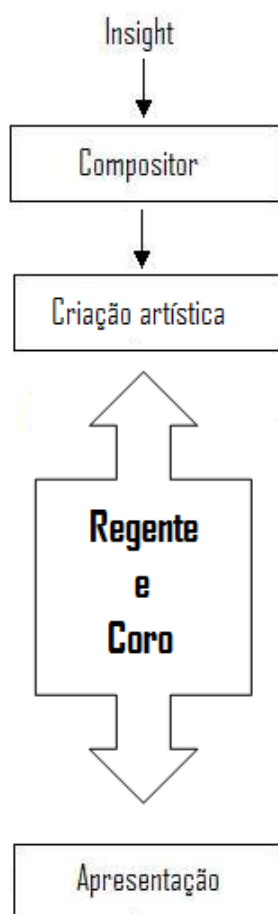 Insight
Compositor
Criação artística
Regente
e
Coro
Apresentação